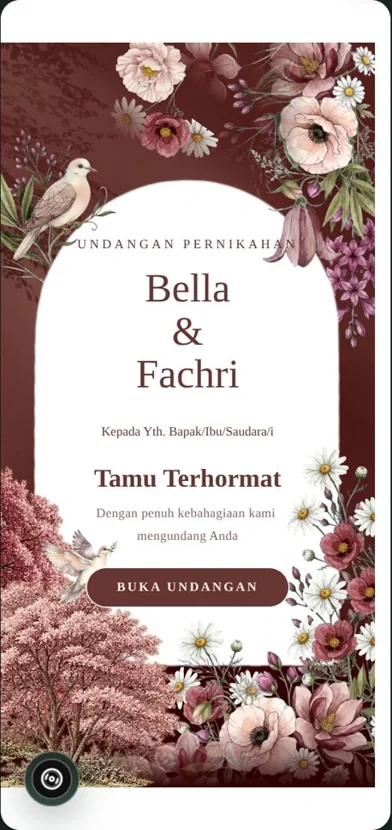 UNDANGAN PERNIKAHAN
Bella
&
Fachri
Kepada Yth. Bapak/Ibu/Saudara/i
Tamu Terhormat
Dengan penuh kebahagiaan kami
mengundang Anda
BUKA UNDANGAN